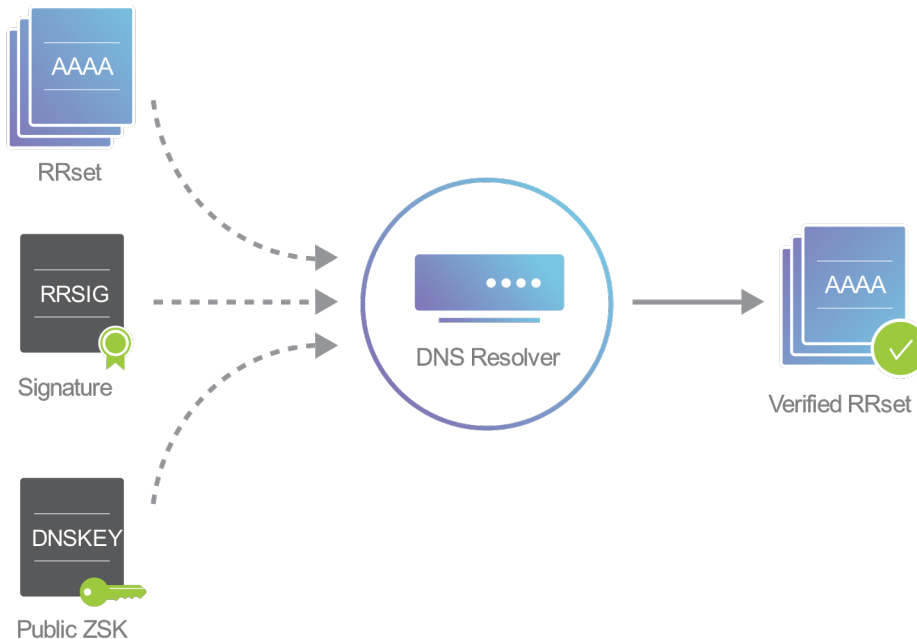 AAAA
RRset
RRSIG
Signature
DNSKEY
Public ZSK
DNS Resolver
AAAA
Verified RRset